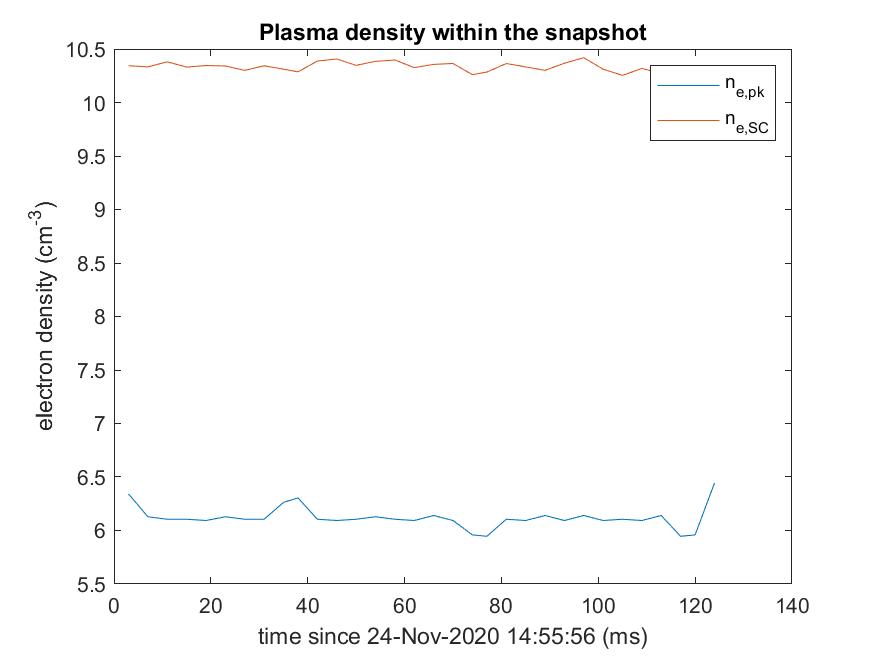 Plasma density within the snapshot
10.5
10
9.5
9
8.5
8
7.5
7
6.5
6
5.5
electron density (cm-3)
ne,pk
ne,SC
0 20 40 60 80 100 120 140
time since 24-Nov-2020 14:55:56 (ms)